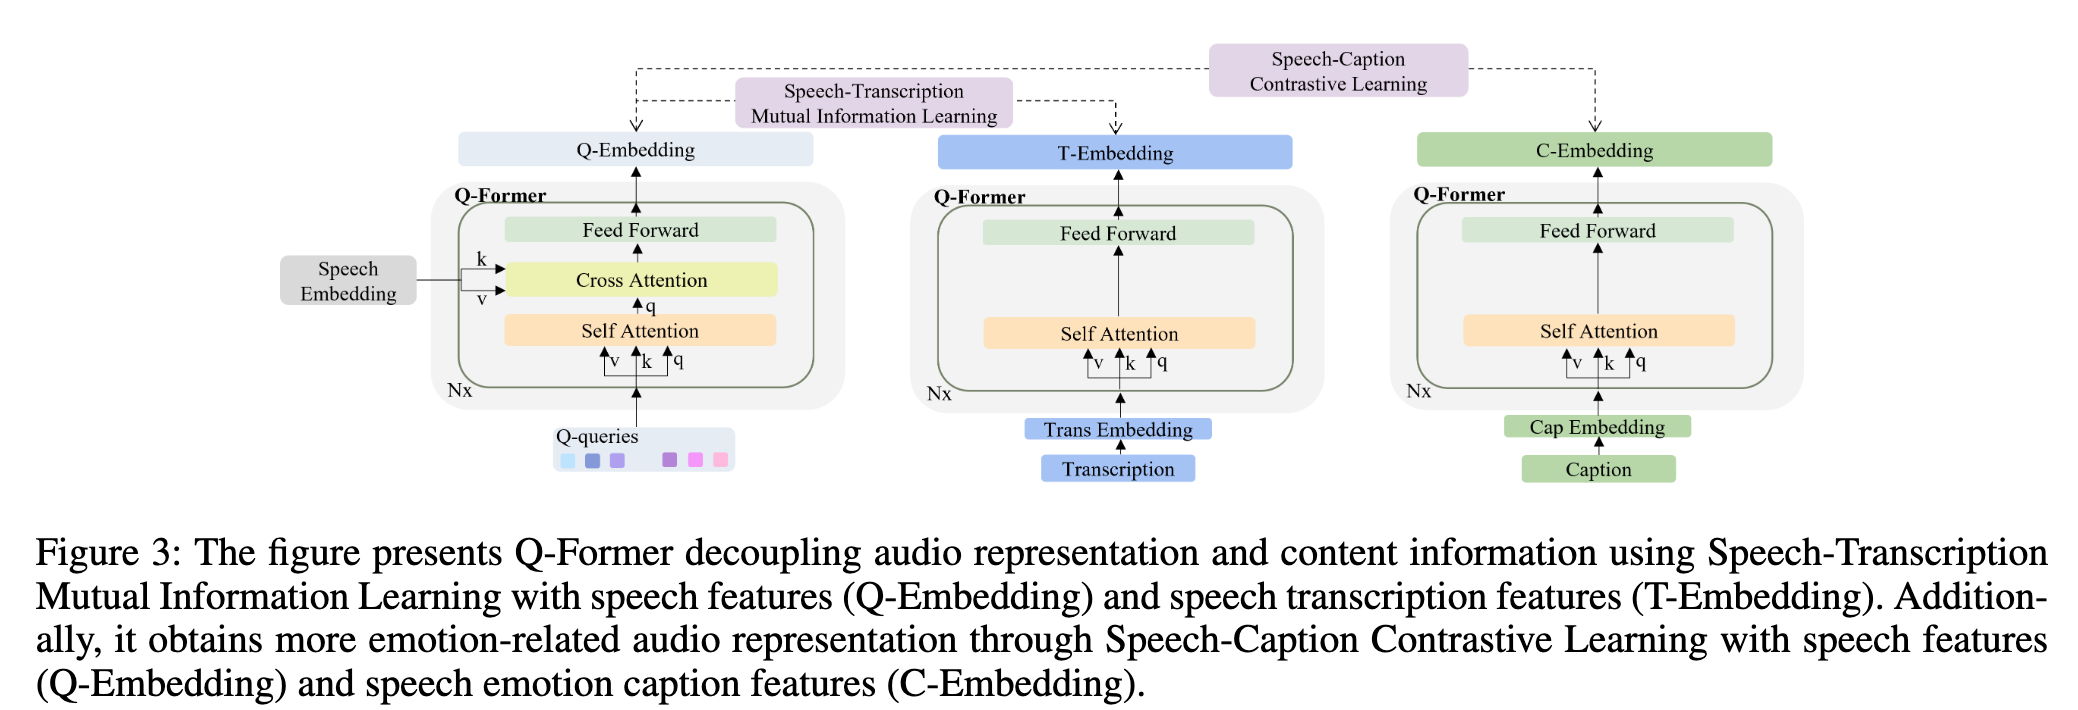 Speech-Caption
Contrastive Learning
Speech-Transcription
Mutual Information Learning
Q-Embedding
T-Embedding
C-Embedding
Q-Former
Feed Forward
Speech
Embedding
k
v
Cross Attention
q
Self Attention
v
k
q
Nx
Q-queries
Q-Former
Feed Forward
Self Attention
v
k
q
Nx
Trans Embedding
Transcription
Q-Former
Feed Forward
Self Attention
v
k
q
Nx
Cap Embedding
Caption
Figure 3: The figure presents Q-Former decoupling audio representation and content information using Speech-Transcription
Mutual Information Learning with speech features (Q-Embedding) and speech transcription features (T-Embedding). Addition-
ally, it obtains more emotion-related audio representation through Speech-Caption Contrastive Learning with speech features
(Q-Embedding) and speech emotion caption features (C-Embedding).